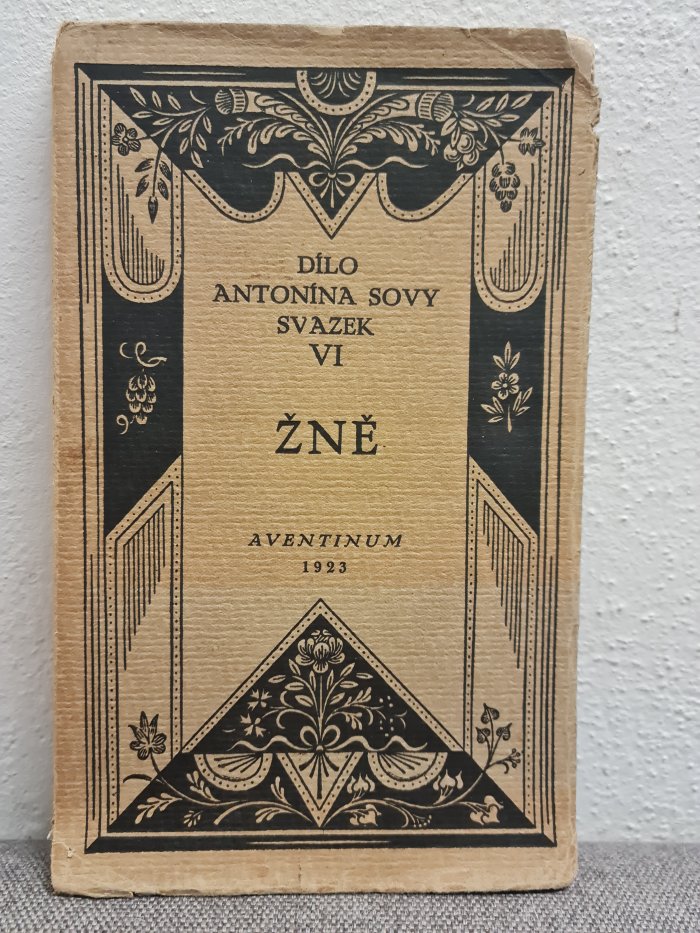 DÍLO
ANTONÍNA SOVY
SVAZEK
VI
ŽNĚ
AVENTINUM
1923